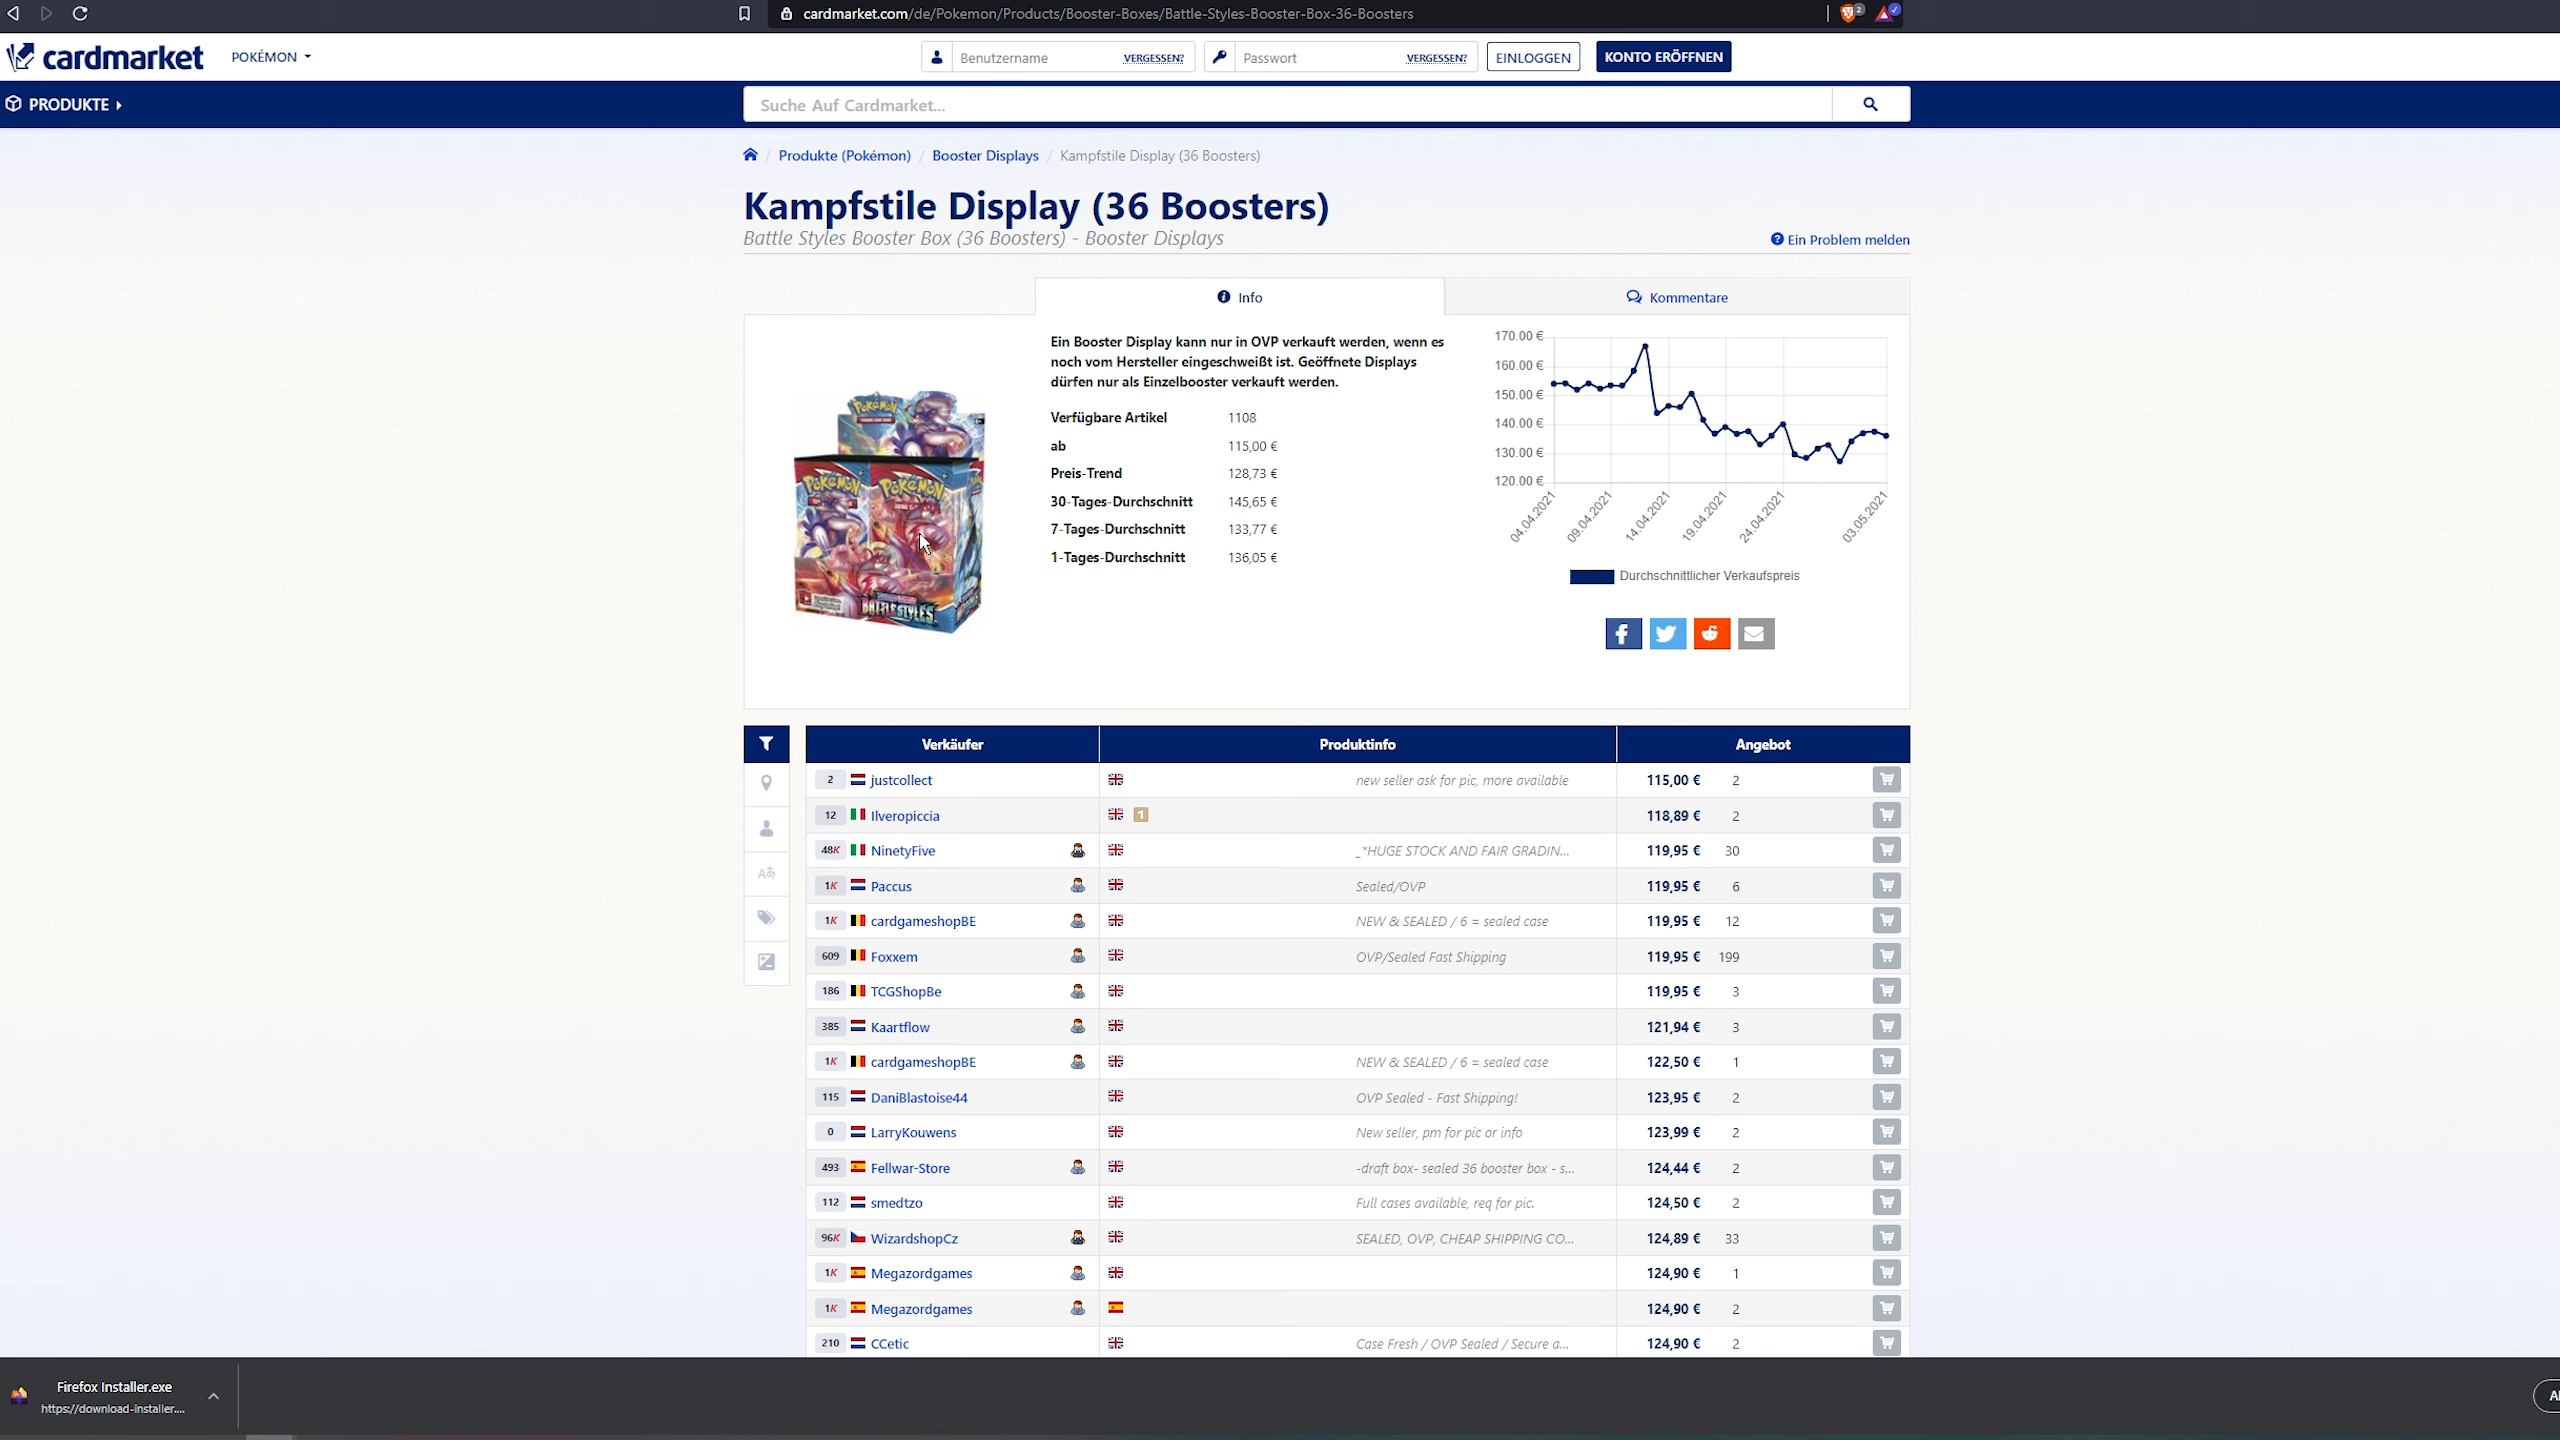 cardmarket.com/de/Pokemon/Products/Booster-Boxes/Battle-Styles-Booster-Box-36-Boosters
2
cardmarket
POKÉMON
Benutzername
VERGESSEN?
Passwort
VERGESSEN?
EINLOGGEN
KONTO ERÖFFNEN
PRODUKTE
Suche Auf Cardmarket...
/ Produkte (Pokémon) / Booster Displays / Kampfstile Display (36 Boosters)
Kampfstile Display (36 Boosters)
Battle Styles Booster Box (36 Boosters) - Booster Displays
Ein Problem melden
Info
Kommentare
Pokémon
Pokémon
Pokémon
BATTLE STYLES
Ein Booster Display kann nur in OVP verkauft werden, wenn es
noch vom Hersteller eingeschweißt ist. Geöffnete Displays
dürfen nur als Einzelbooster verkauft werden.
Verfügbare Artikel 1108
ab 115,00 €
Preis-Trend 128,73 €
30-Tages-Durchschnitt 145,65 €
7-Tages-Durchschnitt 133,77 €
1-Tages-Durchschnitt 136,05 €
170.00 €
160.00 €
150.00 €
140.00 €
130.00 €
120.00 €
04.04.2021
09.04.2021
14.04.2021
19.04.2021
24.04.2021
03.05.2021
Durchschnittlicher Verkaufspreis
Verkäufer Produktinfo Angebot
2 justcollect new seller ask for pic, more available 115,00 € 2
12 Ilveropiccia 1 118,89 € 2
48K NinetyFive _*HUGE STOCK AND FAIR GRADIN... 119,95 € 30
1K Paccus Sealed/OVP 119,95 € 6
1K cardgameshopBE NEW & SEALED / 6 = sealed case 119,95 € 12
609 Foxxem OVP/Sealed Fast Shipping 119,95 € 199
186 TCGShopBe 119,95 € 3
385 Kaartflow 121,94 € 3
1K cardgameshopBE NEW & SEALED / 6 = sealed case 122,50 € 1
115 DaniBlastoise44 OVP Sealed - Fast Shipping! 123,95 € 2
0 LarryKouwens New seller, pm for pic or info 123,99 € 2
493 Fellwar-Store -draft box- sealed 36 booster box - s... 124,44 € 2
112 smedtzo Full cases available, req for pic. 124,50 € 2
96K WizardshopCz SEALED, OVP, CHEAP SHIPPING CO... 124,89 € 33
1K Megazordgames 124,90 € 1
1K Megazordgames 124,90 € 2
210 CCetic Case Fresh / OVP Sealed / Secure a... 124,90 € 2
Firefox Installer.exe
https://download-installer....